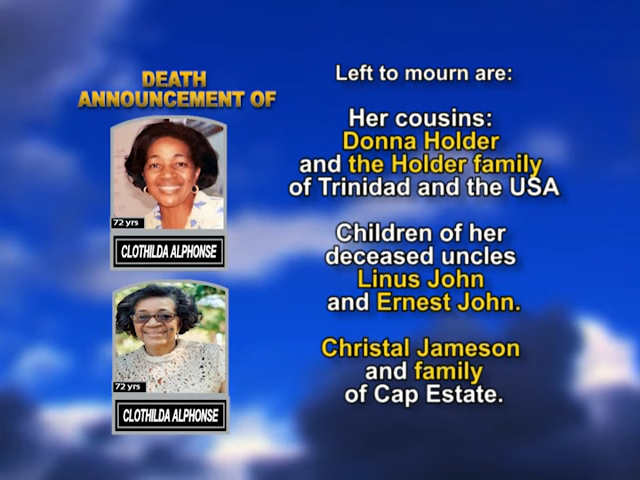 DEATH
ANNOUNCEMENT OF
72 yrs
CLOTHILDA ALPHONSE
72 yrs
CLOTHILDA ALPHONSE
Left to mourn are:
Her cousins:
Donna Holder
and the Holder family
of Trinidad and the USA
Children of her
deceased uncles
Linus John
and Ernest John.
Christal Jameson
and family
of Cap Estate.